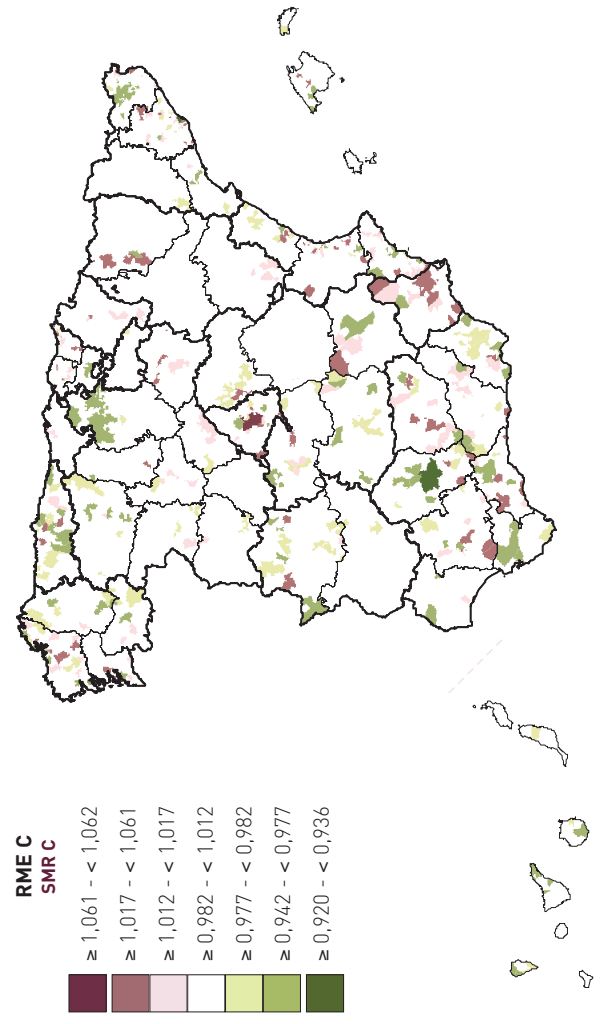 RME C
SMR C
≥ 1,061 - < 1,062
≥ 1,017 - < 1,061
≥ 1,012 - < 1,017
≥ 0,982 - < 1,012
≥ 0,977 - < 0,982
≥ 0,942 - < 0,977
≥ 0,920 - < 0,936